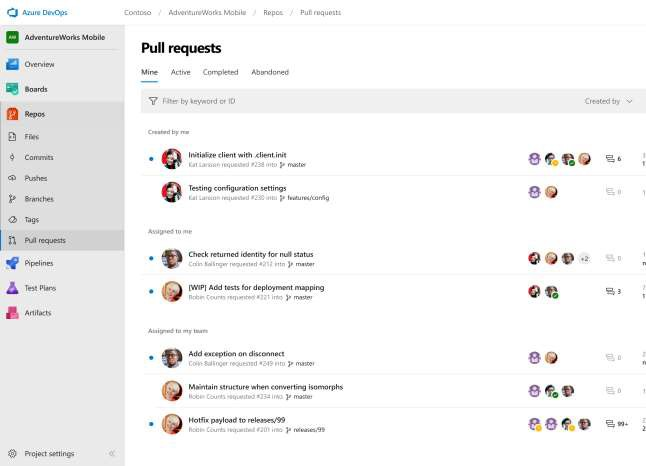 Azure DevOps
Contoso / AdventureWorks Mobile / Repos / Pull requests
AW AdventureWorks Mobile
Overview
Boards
Repos
Files
Commits
Pushes
Branches
Tags
Pull requests
Pipelines
Test Plans
Artifacts
Project settings
Pull requests
Mine Active Completed Abandoned
Filter by keyword or ID Created by
Created by me
Initialize client with .client.init 6
Kat Larsson requested #238 into master
Testing configuration settings 0
Kat Larsson requested #230 into features/config
Assigned to me
Check returned identity for null status +2 0
Colin Ballinger requested #212 into master
[WIP] Add tests for deployment mapping 3
Robin Counts requested #221 into master
Assigned to my team
Add exception on disconnect 0
Colin Ballinger requested #249 into master
Maintain structure when converting isomorphs 0
Robin Counts requested #234 into master
Hotfix payload to releases/99 99+
Robin Counts requested #201 into releases/99